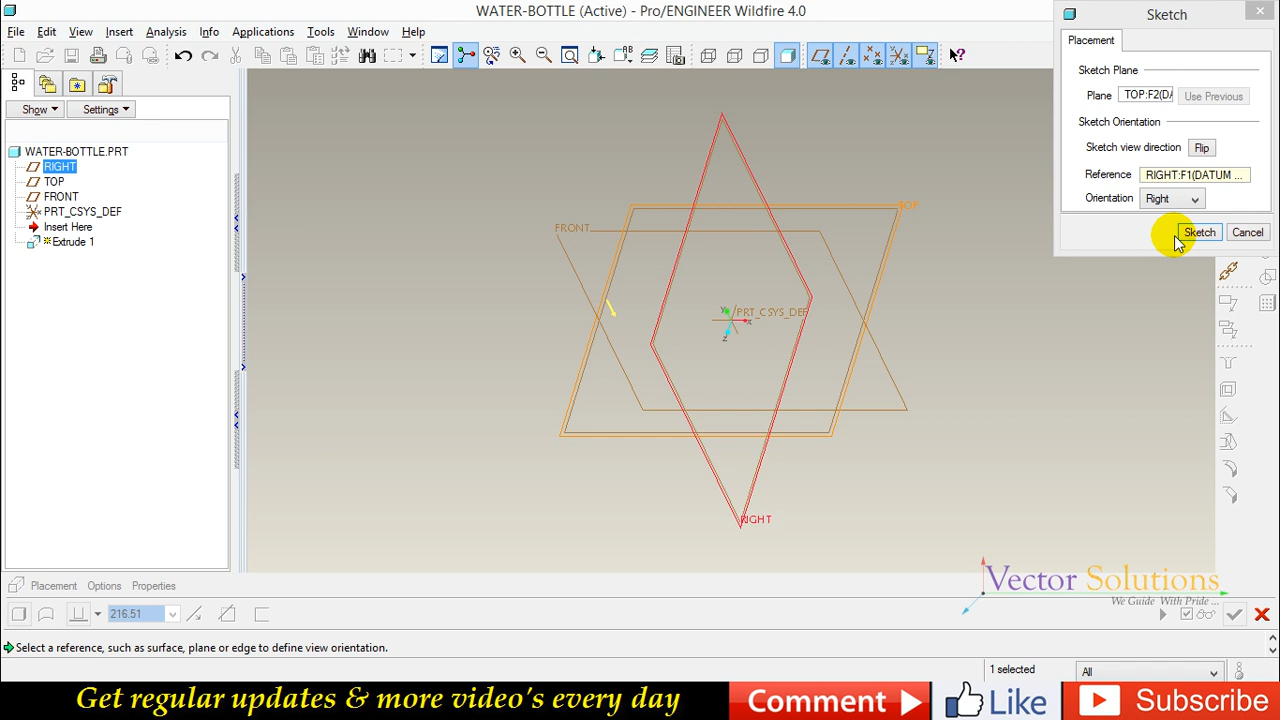 WATER-BOTTLE (Active) - Pro/ENGINEER Wildfire 4.0
File Edit View Insert Analysis Info Applications Tools Window Help
Show Settings
WATER-BOTTLE.PRT
RIGHT
TOP
FRONT
PRT_CSYS_DEF
Insert Here
Extrude 1
TOP
FRONT
PRT_CSYS_DEF
Y
X
Z
RIGHT
Sketch
Placement
Sketch Plane
Plane TOP:F2(DA Use Previous
Sketch Orientation
Sketch view direction Flip
Reference RIGHT:F1(DATUM ...
Orientation Right
Sketch Cancel
Vector Solutions
We Guide With Pride ...
Placement Options Properties
216.51
Select a reference, such as surface, plane or edge to define view orientation.
1 selected All
Get regular updates & more video's every day
Comment Like Subscribe